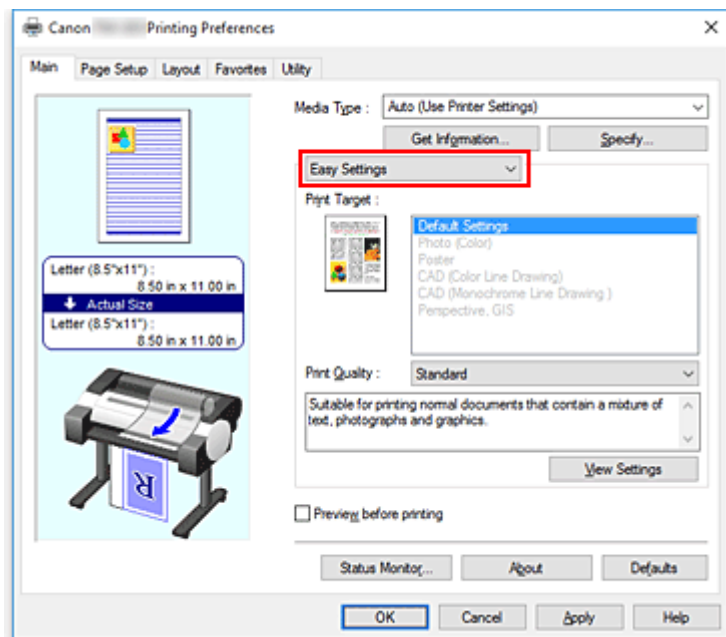 Canon Printing Preferences
Main Page Setup Layout Favorites Utility
Media Type : Auto (Use Printer Settings)
Get Information... Specify...
Easy Settings
Print Target :
Default Settings
Photo (Color)
Poster
CAD (Color Line Drawing)
CAD (Monochrome Line Drawing )
Perspective, GIS
Letter (8.5"x11") :
8.50 in x 11.00 in
Actual Size
Letter (8.5"x11") :
8.50 in x 11.00 in
R
Print Quality : Standard
Suitable for printing normal documents that contain a mixture of
text, photographs and graphics.
View Settings
Preview before printing
Status Monitor... About Defaults
OK Cancel Apply Help